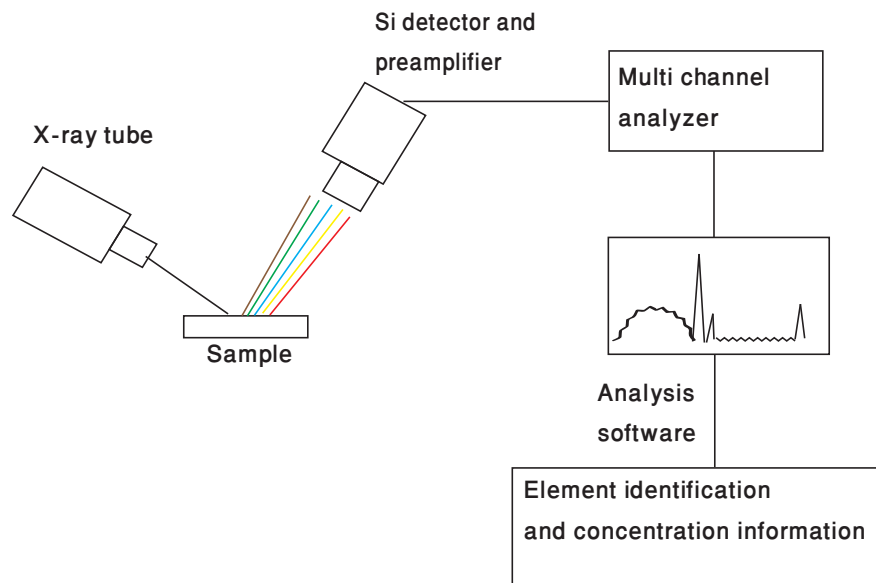 Si detector and
preamplifier
Multi channel
analyzer
X-ray tube
Sample
Analysis
software
Element identification
and concentration information